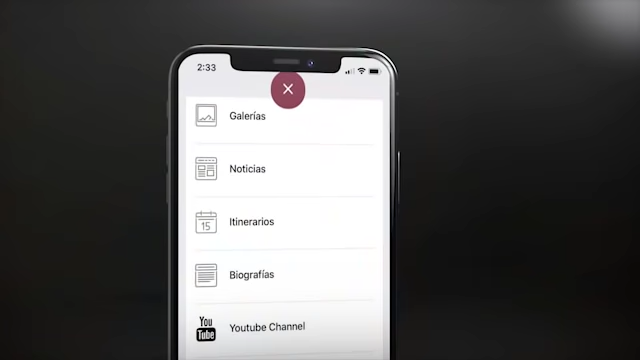 2:33
Galerías
Noticias
15
Itinerarios
Biografías
You
Tube
Youtube Channel